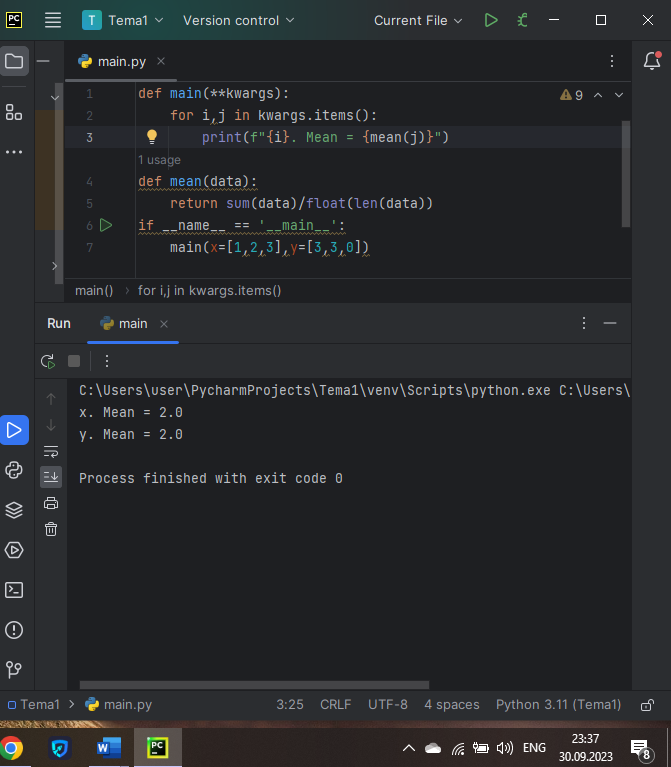 PC
T Tema1
Version control
Current File
main.py
9
1 def main(**kwargs):
2 for i,j in kwargs.items():
3 print(f"{i}. Mean = {mean(j)}")
1 usage
4 def mean(data):
5 return sum(data)/float(len(data))
6 if __name__ == '__main__':
7 main(x=[1,2,3],y=[3,3,0])
main() > for i,j in kwargs.items()
Run main
C:\Users\user\PycharmProjects\Tema1\venv\Scripts\python.exe C:\Users\
x. Mean = 2.0
y. Mean = 2.0
Process finished with exit code 0
Tema1 > main.py 3:25 CRLF UTF-8 4 spaces Python 3.11 (Tema1)
W PC ENG 23:37
30.09.2023
8